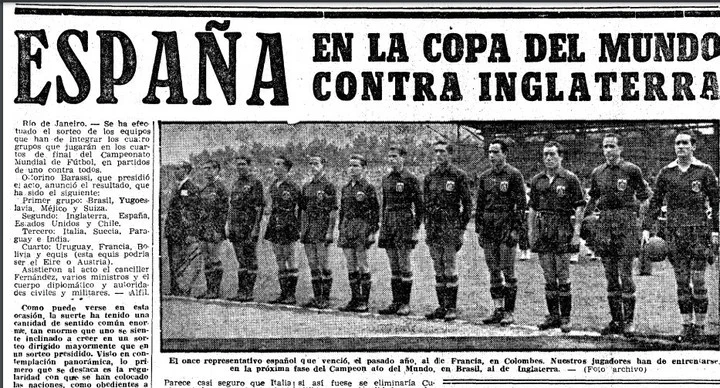 ESPAÑA
EN LA COPA DEL MUNDO
CONTRA INGLATERRA
Río de Janeiro. — Se ha efec
tuado el sorteo de los equipos
que han de integrar los cuatro
grupos que jugarán en los cuar
tos de final del Campeonato
Mundial de Fútbol, en partidos
de uno contra todos.
Ottorino Barassi, que presidió
el acto, anunció el resultado, que
ha sido el siguiente:
Primer grupo: Brasil, Yugoes-
lavia, Méjico y Suiza.
Segundo: Inglaterra, España,
Estados Unidos y Chile.
Tercero: Italia, Suecia, Para-
guay e India.
Cuarto: Uruguay, Francia, Bo-
livia y equis (esta equis podría
ser el Eire o Austria).
Asistieron al acto el canciller
Fernández, varios ministros y el
cuerpo diplomático y autorida-
des civiles y militares. — Alfil.
Como puede verse en esta
ocasión, la suerte ha tenido una
cantidad de sentido común enor-
me, tan enorme que uno se sien-
te inclinado a creer en un sor-
teo dirigido mayormente que en
un sorteo presidido. Visto en con-
templación panorámica, lo pri-
mero que se destaca es la regu-
laridad con que se han colocado
las naciones, como obedientes a
El once representativo español que venció, el pasado año, al de Francia, en Colombes. Nuestros jugadores han de entrentarse
en la próxima fase del Campeon ato del Mundo, en Brasil, al de Inglaterra. — (Foto archivo)
Parece casi seguro que Italia; si así fuese se eliminaría Cu-